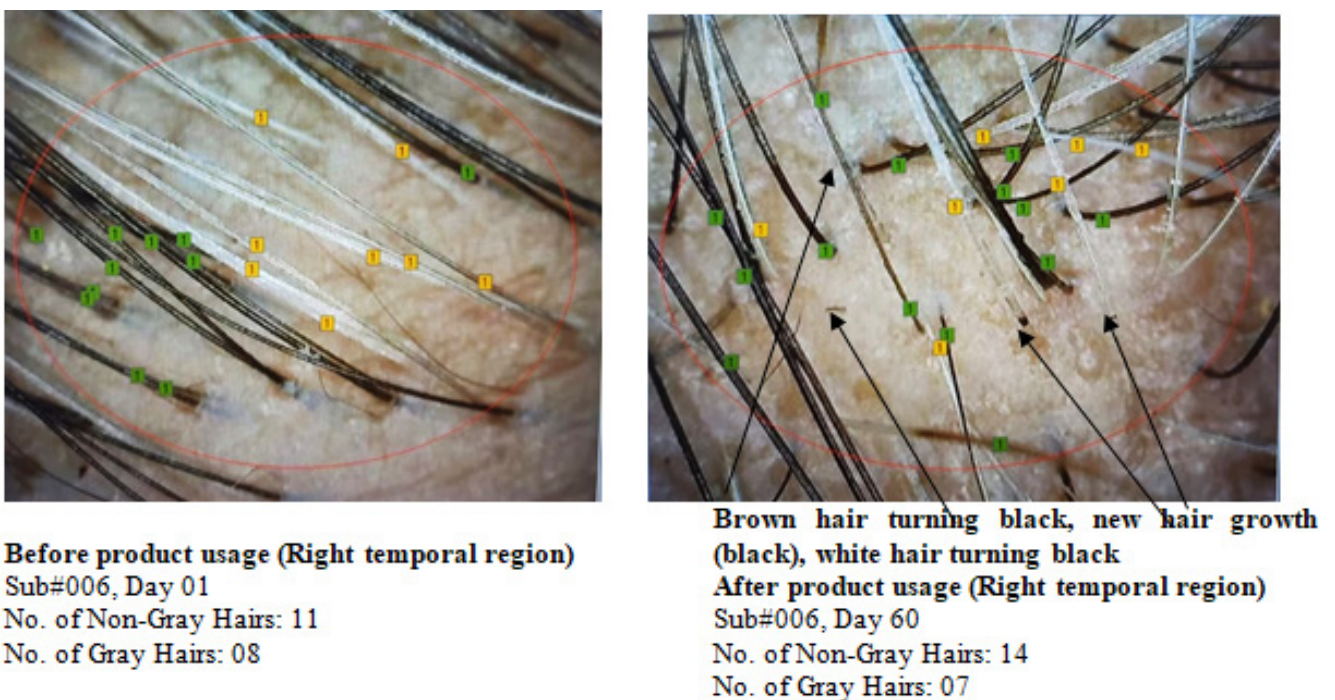 Before product usage (Right temporal region)
Sub#006, Day 01
No. of Non-Gray Hairs: 11
No. of Gray Hairs: 08
Brown hair turning black, new hair growth
(black), white hair turning black
After product usage (Right temporal region)
Sub#006, Day 60
No. of Non-Gray Hairs: 14
No. of Gray Hairs: 07